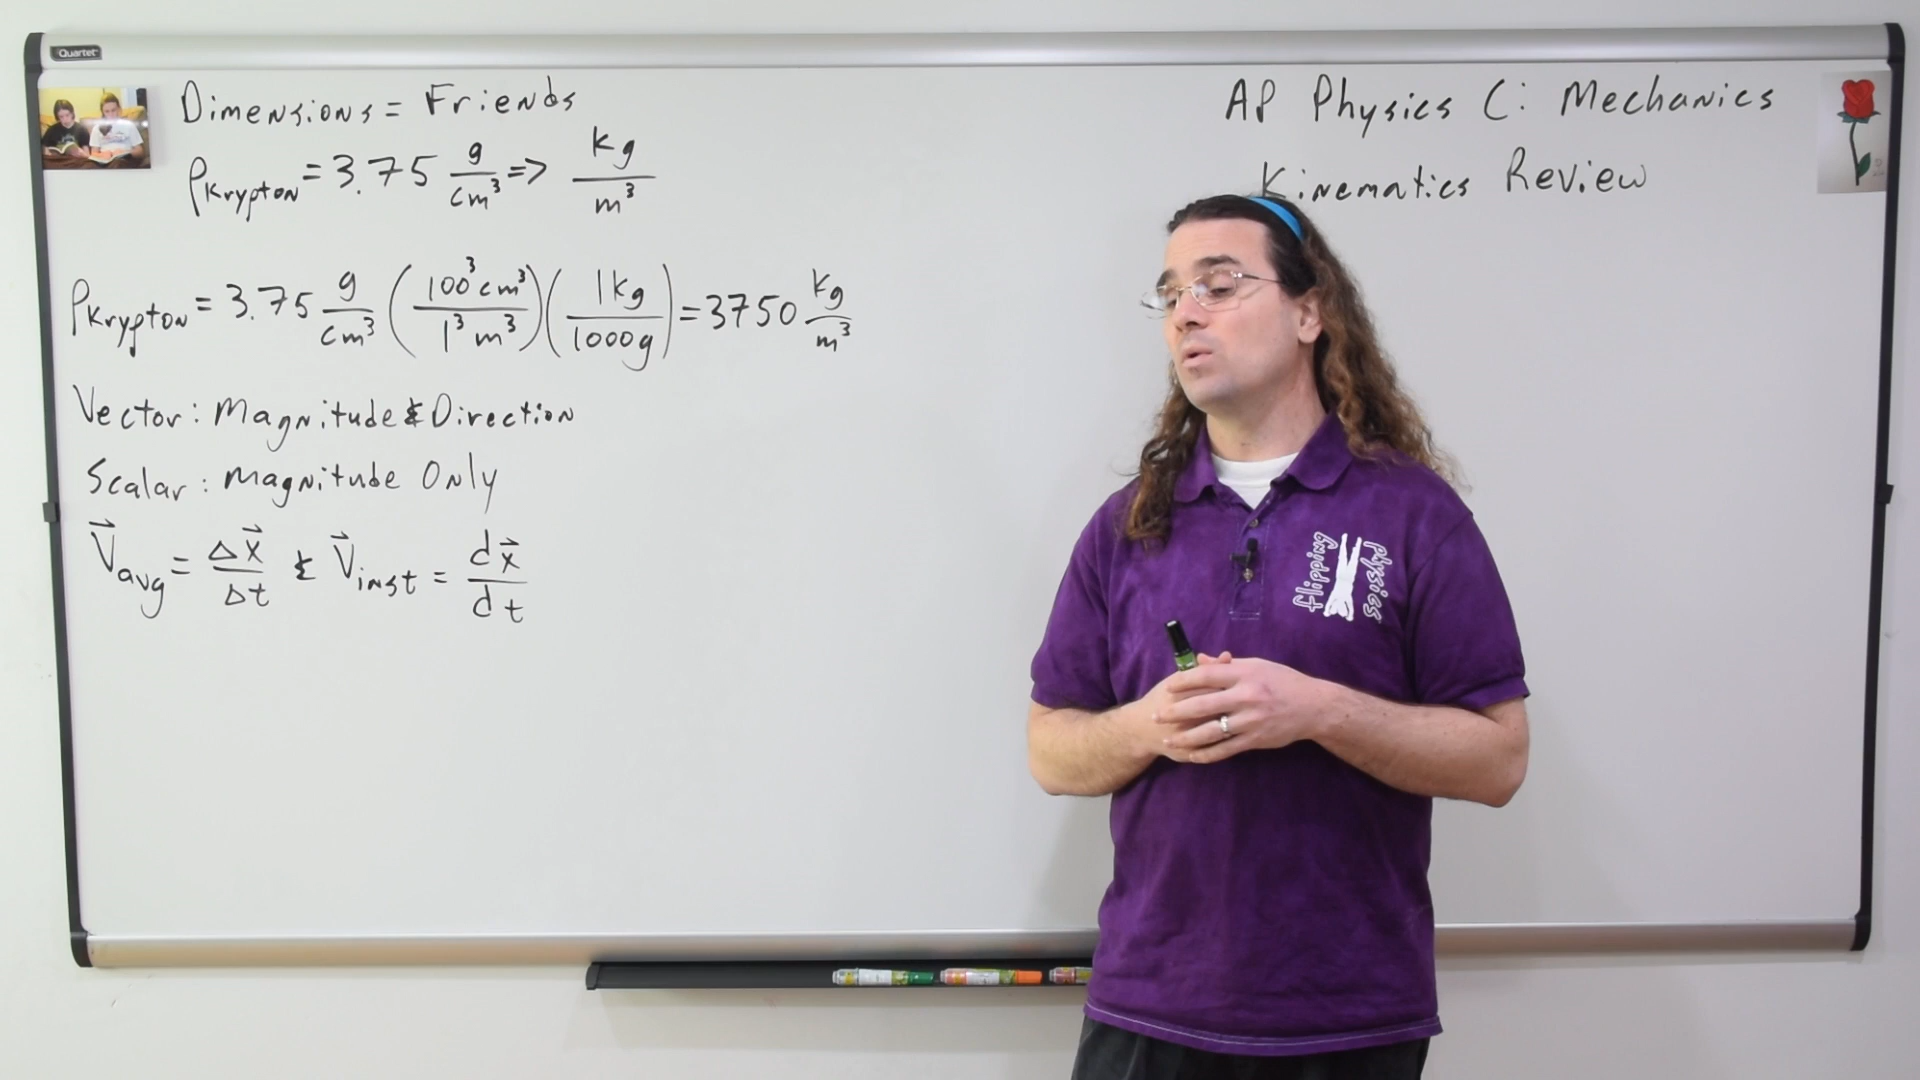 Quartet
Dimensions = Friends
ρKrypton = 3.75 g/cm³ => kg/m³
ρKrypton = 3.75 g/cm³ (100³cm³/1³m³)(1kg/1000g) = 3750 kg/m³
Vector: Magnitude & Direction
Scalar: Magnitude Only
V⃗avg = Δx⃗/Δt & V⃗inst = dx⃗/dt
AP Physics C: Mechanics
Kinematics Review
flipping
physics